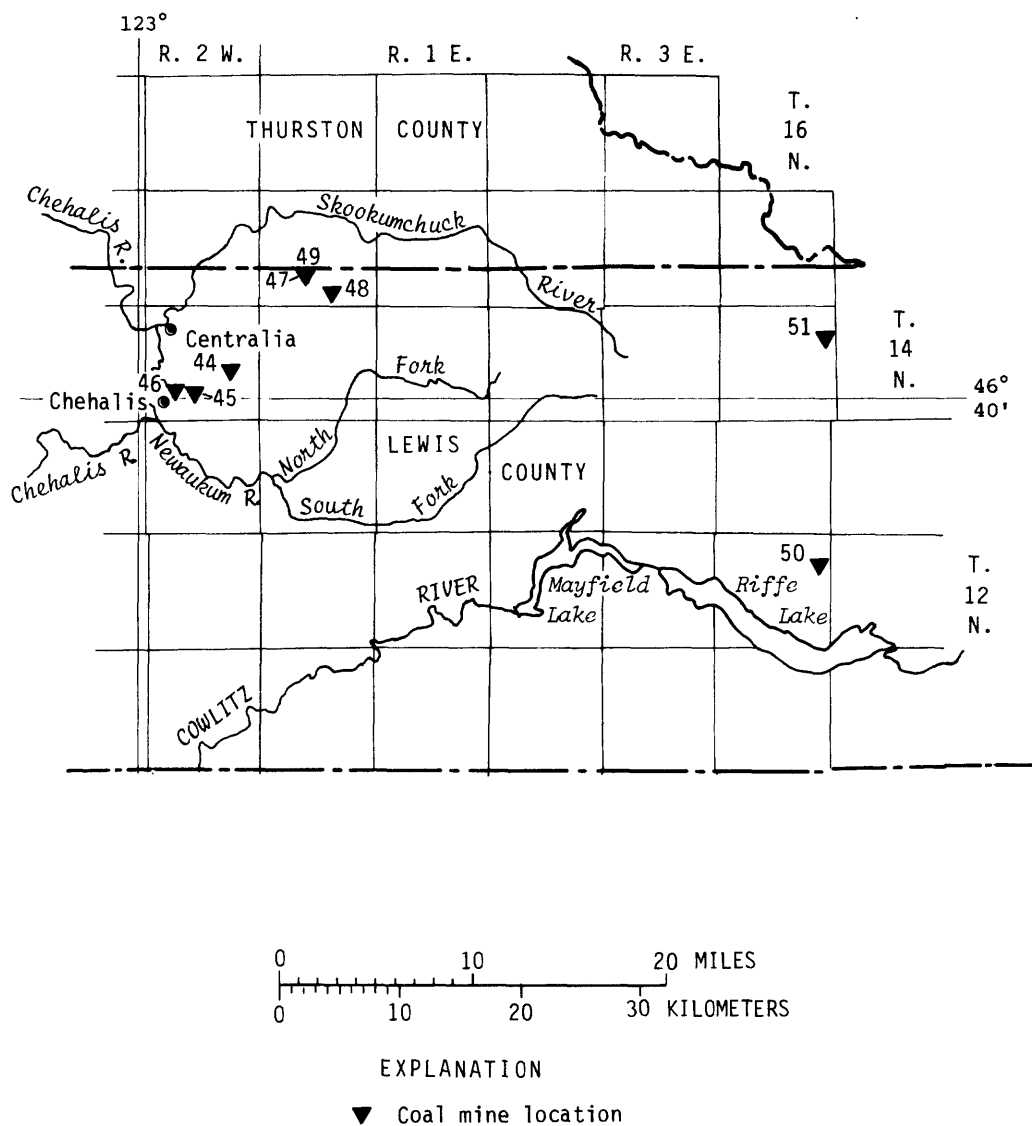 123°
R. 2 W.
R. 1 E.
R. 3 E.
T.
16
N.
THURSTON COUNTY
Chehalis R.
Skookumchuck
River
49
47
48
51
T.
14
N.
Centralia
44
46
45
Chehalis
Fork
46°
40'
North
LEWIS
COUNTY
Chehalis R.
Newaukum R.
South
Fork
50
T.
12
N.
RIVER
Mayfield
Lake
Riffe
Lake
COWLITZ
0 10 20 MILES
0 10 20 30 KILOMETERS
EXPLANATION
Coal mine location